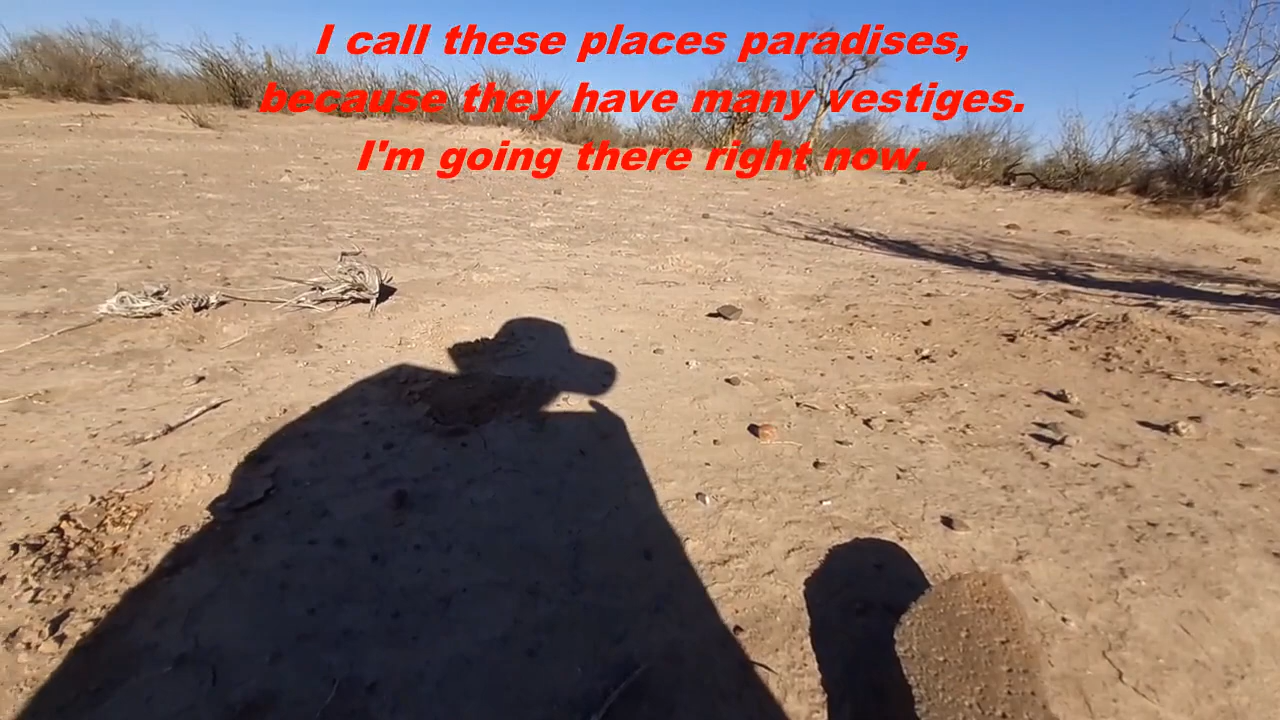 I call these places paradises,
because they have many vestiges.
I'm going there right now.